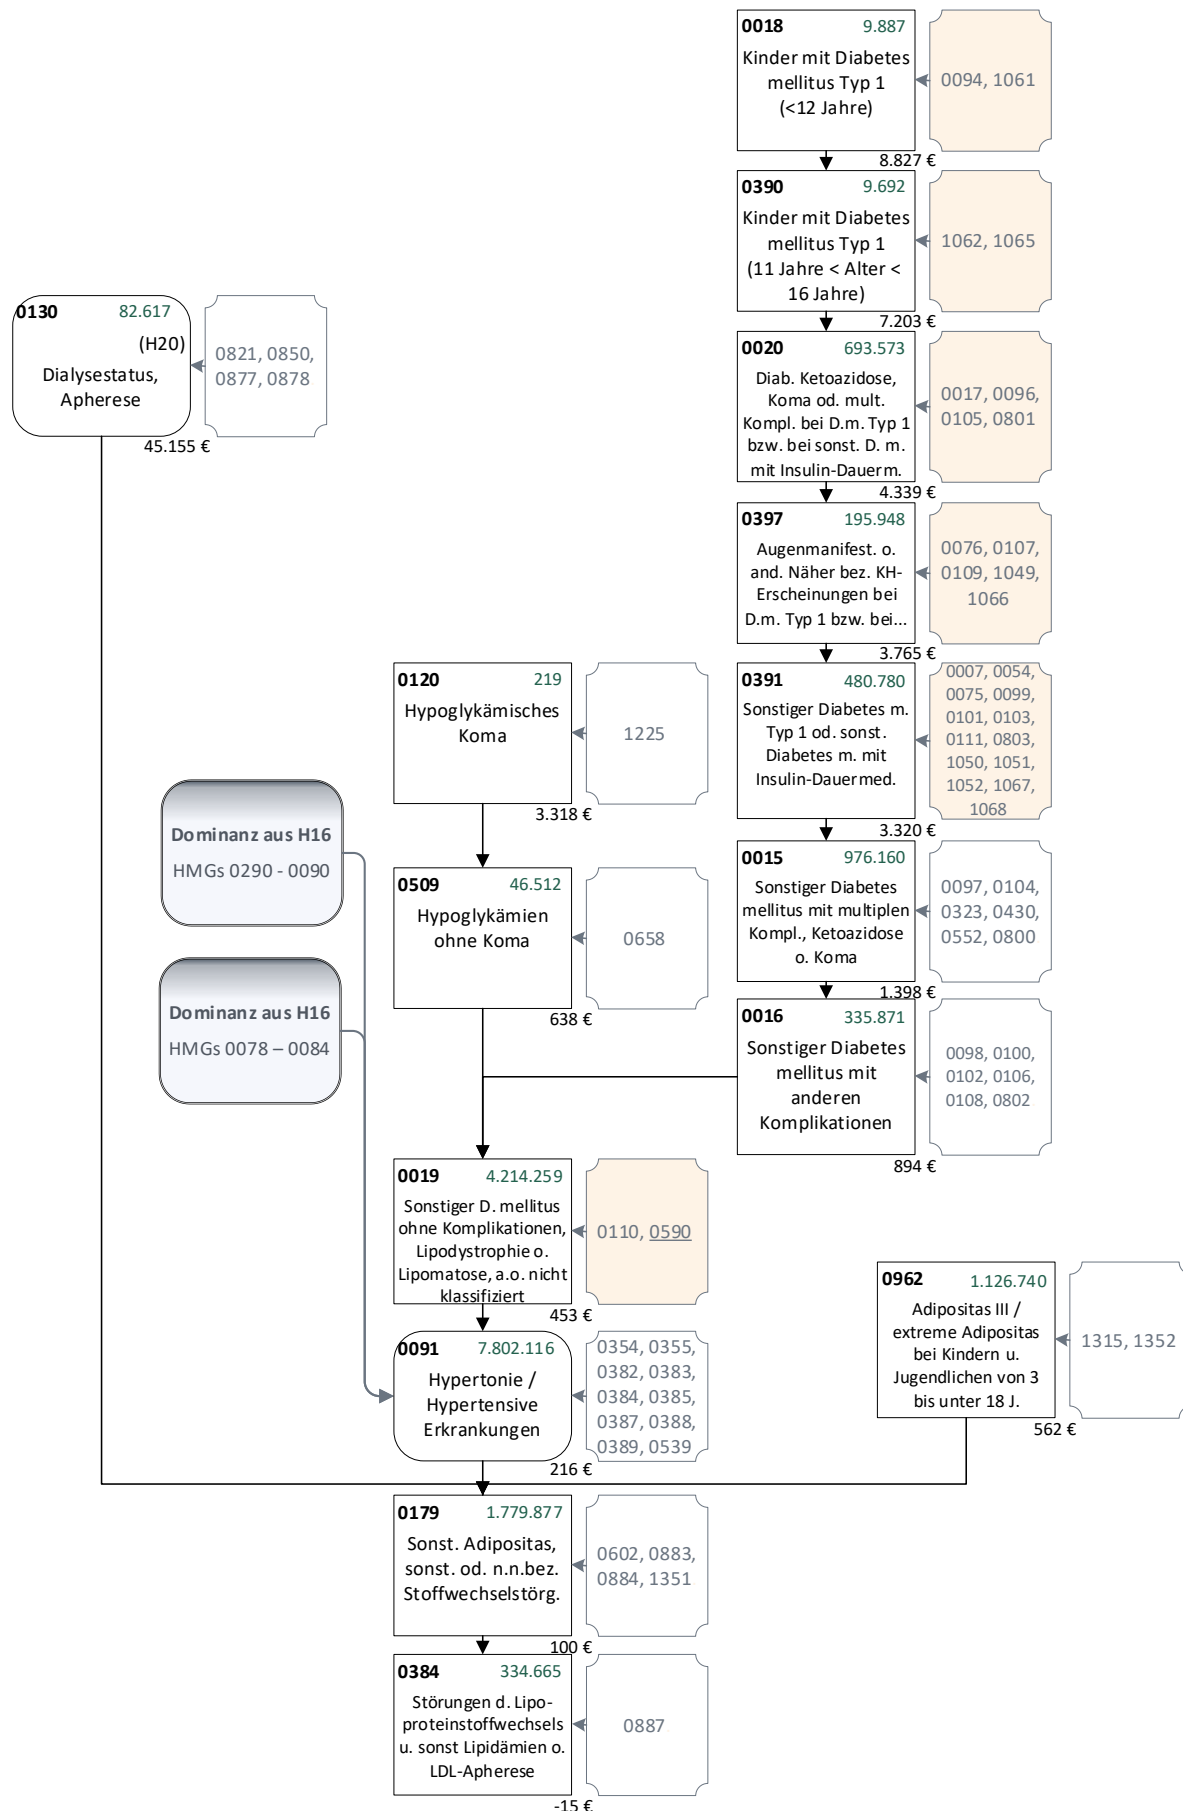 0018 9.887
Kinder mit Diabetes
mellitus Typ 1
(<12 Jahre)
0094, 1061
8.827 €
0390 9.692
Kinder mit Diabetes
mellitus Typ 1
(11 Jahre < Alter <
16 Jahre)
1062, 1065
7.203 €
0130 82.617
(H20)
Dialysestatus,
Apherese
0821, 0850,
0877, 0878
45.155 €
0020 693.573
Diab. Ketoazidose,
Koma od. mult.
Kompl. bei D.m. Typ 1
bzw. bei sonst. D. m.
mit Insulin-Dauerm.
0017, 0096,
0105, 0801
4.339 €
0397 195.948
Augenmanifest. o.
and. Näher bez. KH-
Erscheinungen bei
D.m. Typ 1 bzw. bei...
0076, 0107,
0109, 1049,
1066
3.765 €
0120 219
Hypoglykämisches
Koma
1225
3.318 €
0391 480.780
Sonstiger Diabetes m.
Typ 1 od. sonst.
Diabetes m. mit
Insulin-Dauermed.
0007, 0054,
0075, 0099,
0101, 0103,
0111, 0803,
1050, 1051,
1052, 1067,
1068
3.320 €
Dominanz aus H16
HMGs 0290 - 0090
0509 46.512
Hypoglykämien
ohne Koma
0658
638 €
0015 976.160
Sonstiger Diabetes
mellitus mit multiplen
Kompl., Ketoazidose
o. Koma
0097, 0104,
0323, 0430,
0552, 0800
1.398 €
Dominanz aus H16
HMGs 0078 – 0084
0016 335.871
Sonstiger Diabetes
mellitus mit
anderen
Komplikationen
0098, 0100,
0102, 0106,
0108, 0802
894 €
0019 4.214.259
Sonstiger D. mellitus
ohne Komplikationen,
Lipodystrophie o.
Lipomatose, a.o. nicht
klassifiziert
0110, 0590
453 €
0962 1.126.740
Adipositas III /
extreme Adipositas
bei Kindern u.
Jugendlichen von 3
bis unter 18 J.
1315, 1352
562 €
0091 7.802.116
Hypertonie /
Hypertensive
Erkrankungen
0354, 0355,
0382, 0383,
0384, 0385,
0387, 0388,
0389, 0539
216 €
0179 1.779.877
Sonst. Adipositas,
sonst. od. n.n.bez.
Stoffwechselstörg.
0602, 0883,
0884, 1351
100 €
0384 334.665
Störungen d. Lipo-
proteinstoffwechsels
u. sonst Lipidämien o.
LDL-Apherese
0887
-15 €